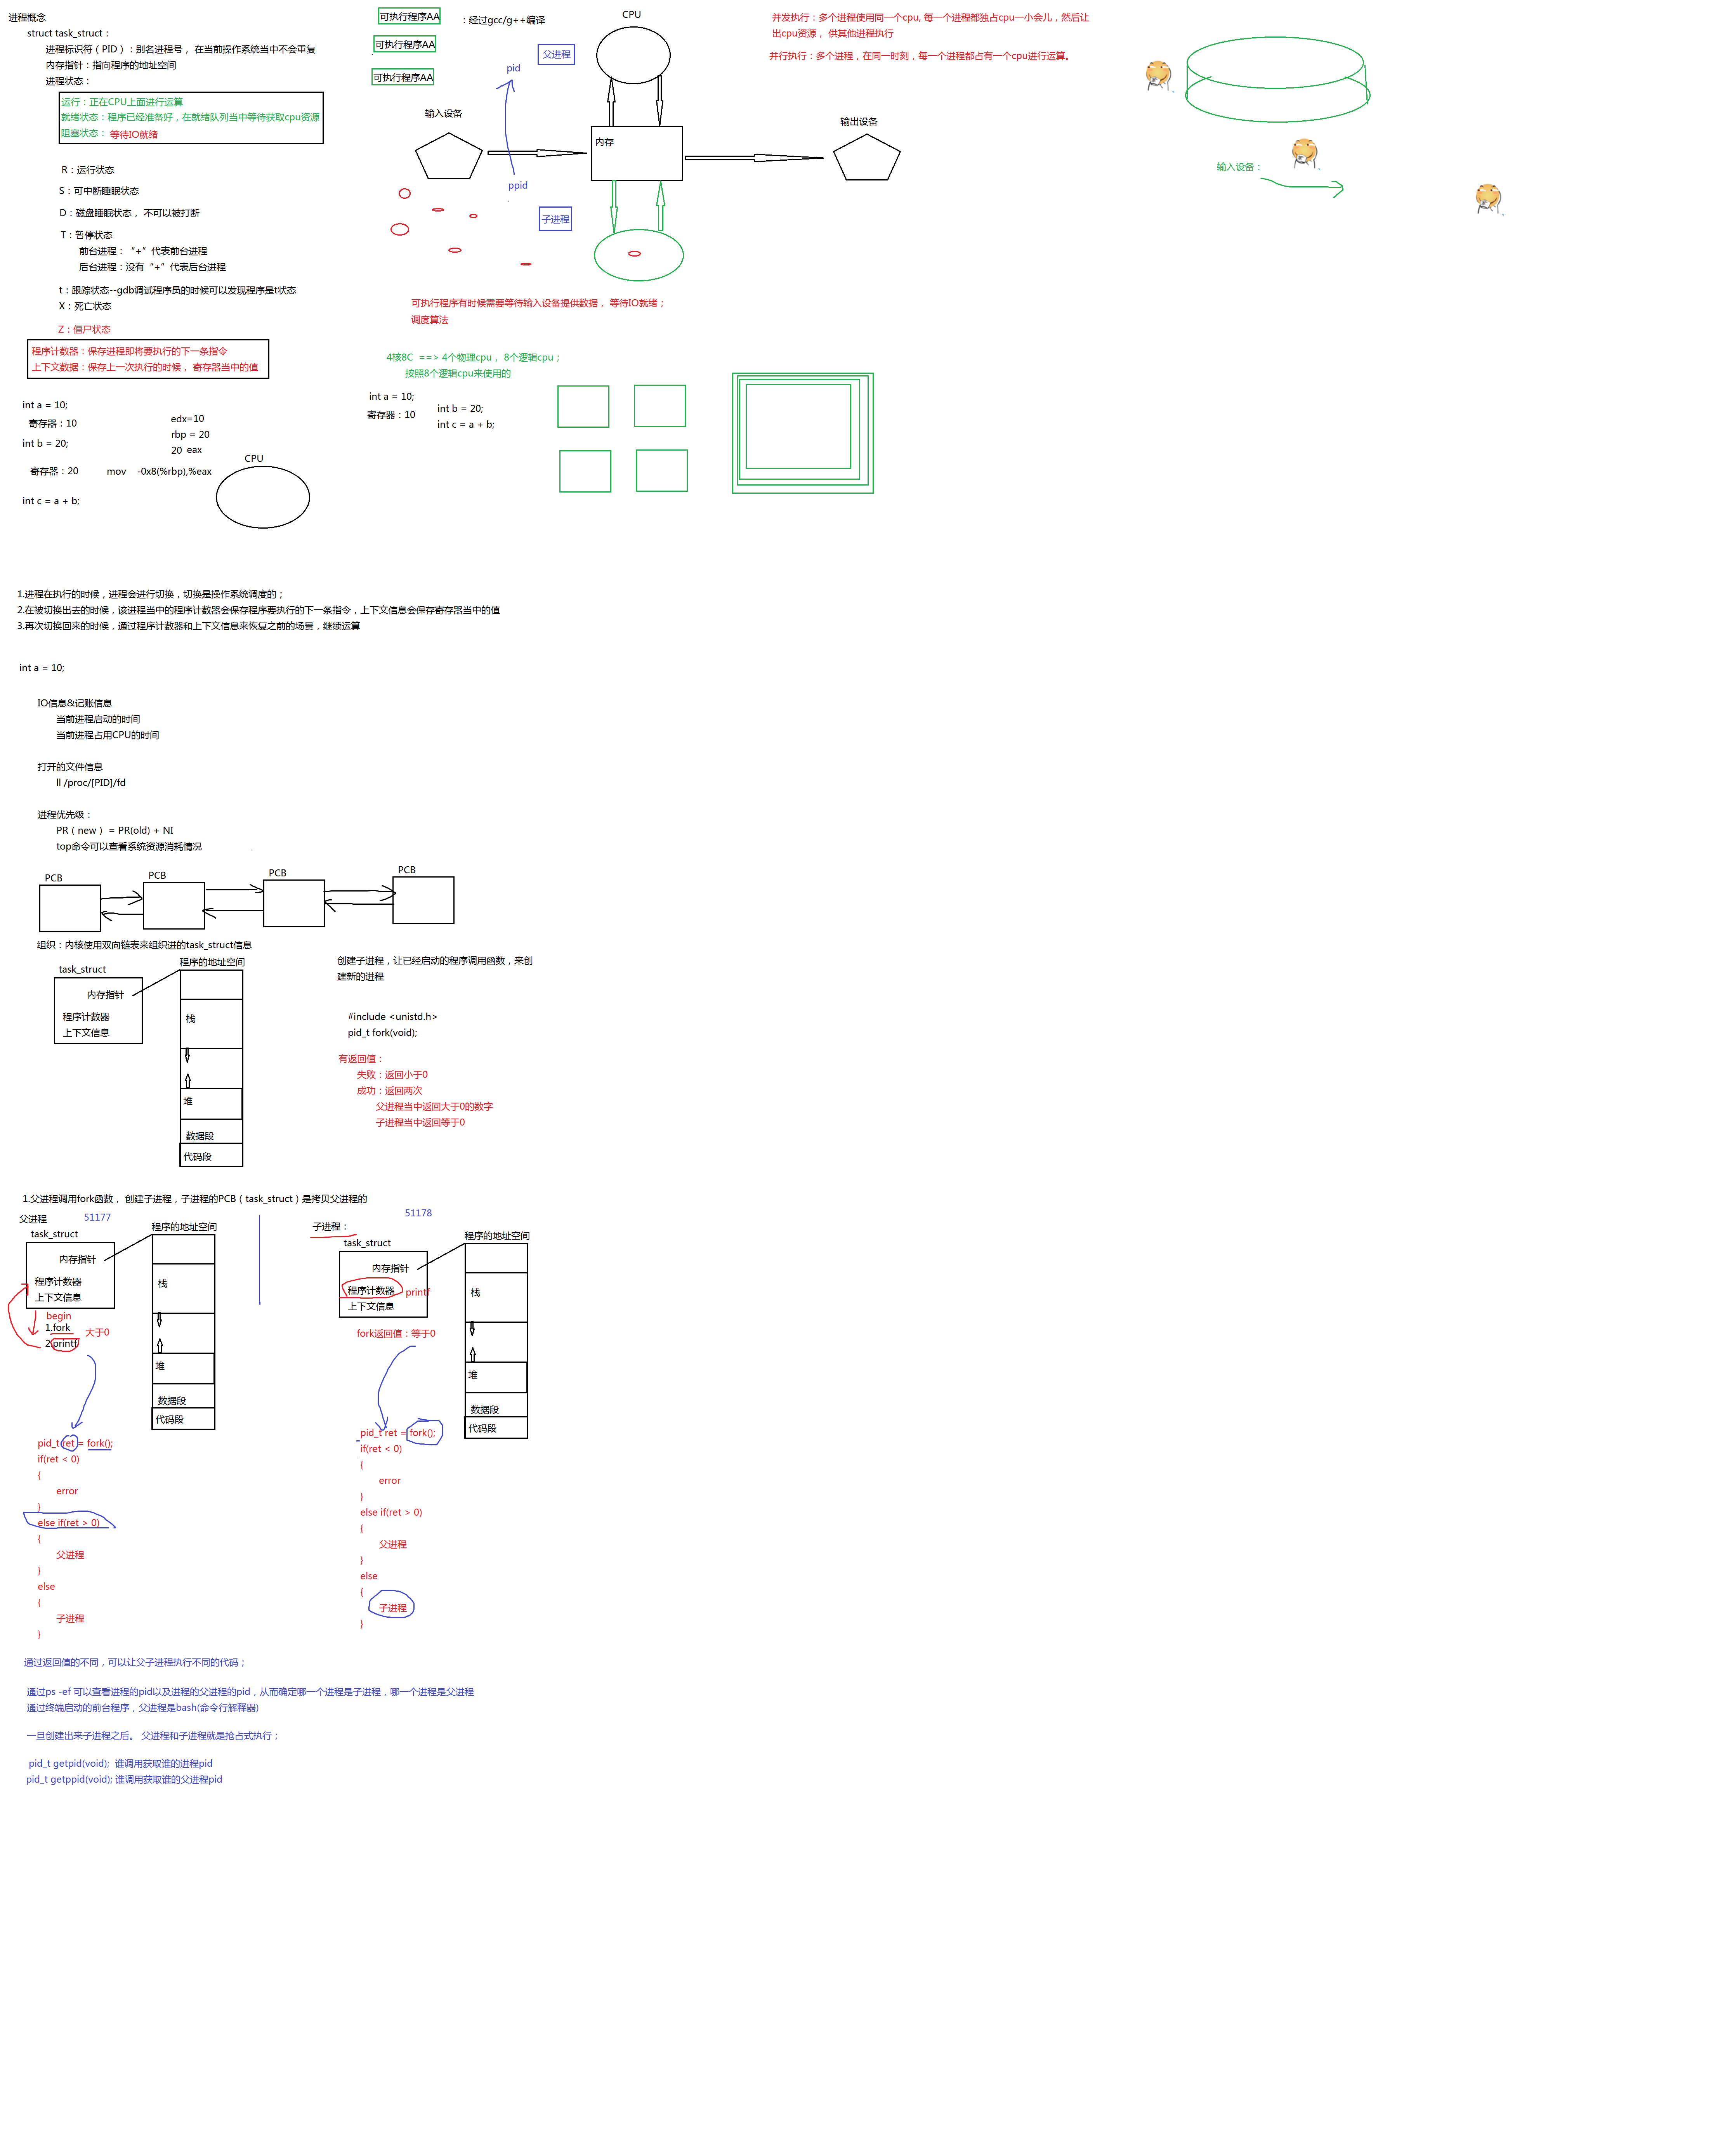 进程概念
struct task_struct：
进程标识符（PID）：别名进程号， 在当前操作系统当中不会重复
内存指针：指向程序的地址空间
进程状态：
运行：正在CPU上面进行运算
就绪状态：程序已经准备好，在就绪队列当中等待获取cpu资源
阻塞状态： 等待IO就绪
R：运行状态
S：可中断睡眠状态
D：磁盘睡眠状态， 不可以被打断
T：暂停状态
前台进程：“+”代表前台进程
后台进程：没有“+”代表后台进程
t：跟踪状态--gdb调试程序员的时候可以发现程序是t状态
X：死亡状态
Z：僵尸状态
程序计数器：保存进程即将要执行的下一条指令
上下文数据：保存上一次执行的时候， 寄存器当中的值
int a = 10;
寄存器：10
int b = 20;
寄存器：20
mov -0x8(%rbp),%eax
int c = a + b;
edx=10
rbp = 20
20 eax
CPU
可执行程序AA
：经过gcc/g++编译
可执行程序AA
可执行程序AA
CPU
父进程
pid
输入设备
内存
输出设备
ppid
子进程
可执行程序有时候需要等待输入设备提供数据， 等待IO就绪；
调度算法
4核8C ==> 4个物理cpu， 8个逻辑cpu；
按照8个逻辑cpu来使用的
int a = 10;
寄存器：10
int b = 20;
int c = a + b;
并发执行：多个进程使用同一个cpu, 每一个进程都独占cpu一小会儿，然后让
出cpu资源， 供其他进程执行
并行执行：多个进程，在同一时刻，每一个进程都占有一个cpu进行运算。
输入设备：
1.进程在执行的时候，进程会进行切换，切换是操作系统调度的；
2.在被切换出去的时候，该进程当中的程序计数器会保存程序要执行的下一条指令，上下文信息会保存寄存器当中的值
3.再次切换回来的时候，通过程序计数器和上下文信息来恢复之前的场景，继续运算
int a = 10;
IO信息&记账信息
当前进程启动的时间
当前进程占用CPU的时间
打开的文件信息
ll /proc/[PID]/fd
进程优先级：
PR（new） = PR(old) + NI
top命令可以查看系统资源消耗情况
PCB
PCB
PCB
PCB
组织：内核使用双向链表来组织进的task_struct信息
task_struct
内存指针
程序计数器
上下文信息
程序的地址空间
栈
堆
数据段
代码段
创建子进程，让已经启动的程序调用函数，来创
建新的进程
#include <unistd.h>
pid_t fork(void);
有返回值：
失败：返回小于0
成功：返回两次
父进程当中返回大于0的数字
子进程当中返回等于0
1.父进程调用fork函数， 创建子进程，子进程的PCB（task_struct）是拷贝父进程的
父进程
51177
task_struct
内存指针
程序计数器
上下文信息
begin
1.fork
大于0
2.printf
程序的地址空间
栈
堆
数据段
代码段
51178
子进程：
task_struct
内存指针
程序计数器
printf
上下文信息
fork返回值：等于0
程序的地址空间
栈
堆
数据段
代码段
pid_t ret = fork();
if(ret < 0)
{
error
}
else if(ret > 0)
{
父进程
}
else
{
子进程
}
pid_t ret = fork();
if(ret < 0)
{
error
}
else if(ret > 0)
{
父进程
}
else
{
子进程
}
通过返回值的不同，可以让父子进程执行不同的代码；
通过ps -ef 可以查看进程的pid以及进程的父进程的pid，从而确定哪一个进程是子进程，哪一个进程是父进程
通过终端启动的前台程序，父进程是bash(命令行解释器)
一旦创建出来子进程之后。 父进程和子进程就是抢占式执行；
pid_t getpid(void); 谁调用获取谁的进程pid
pid_t getppid(void); 谁调用获取谁的父进程pid